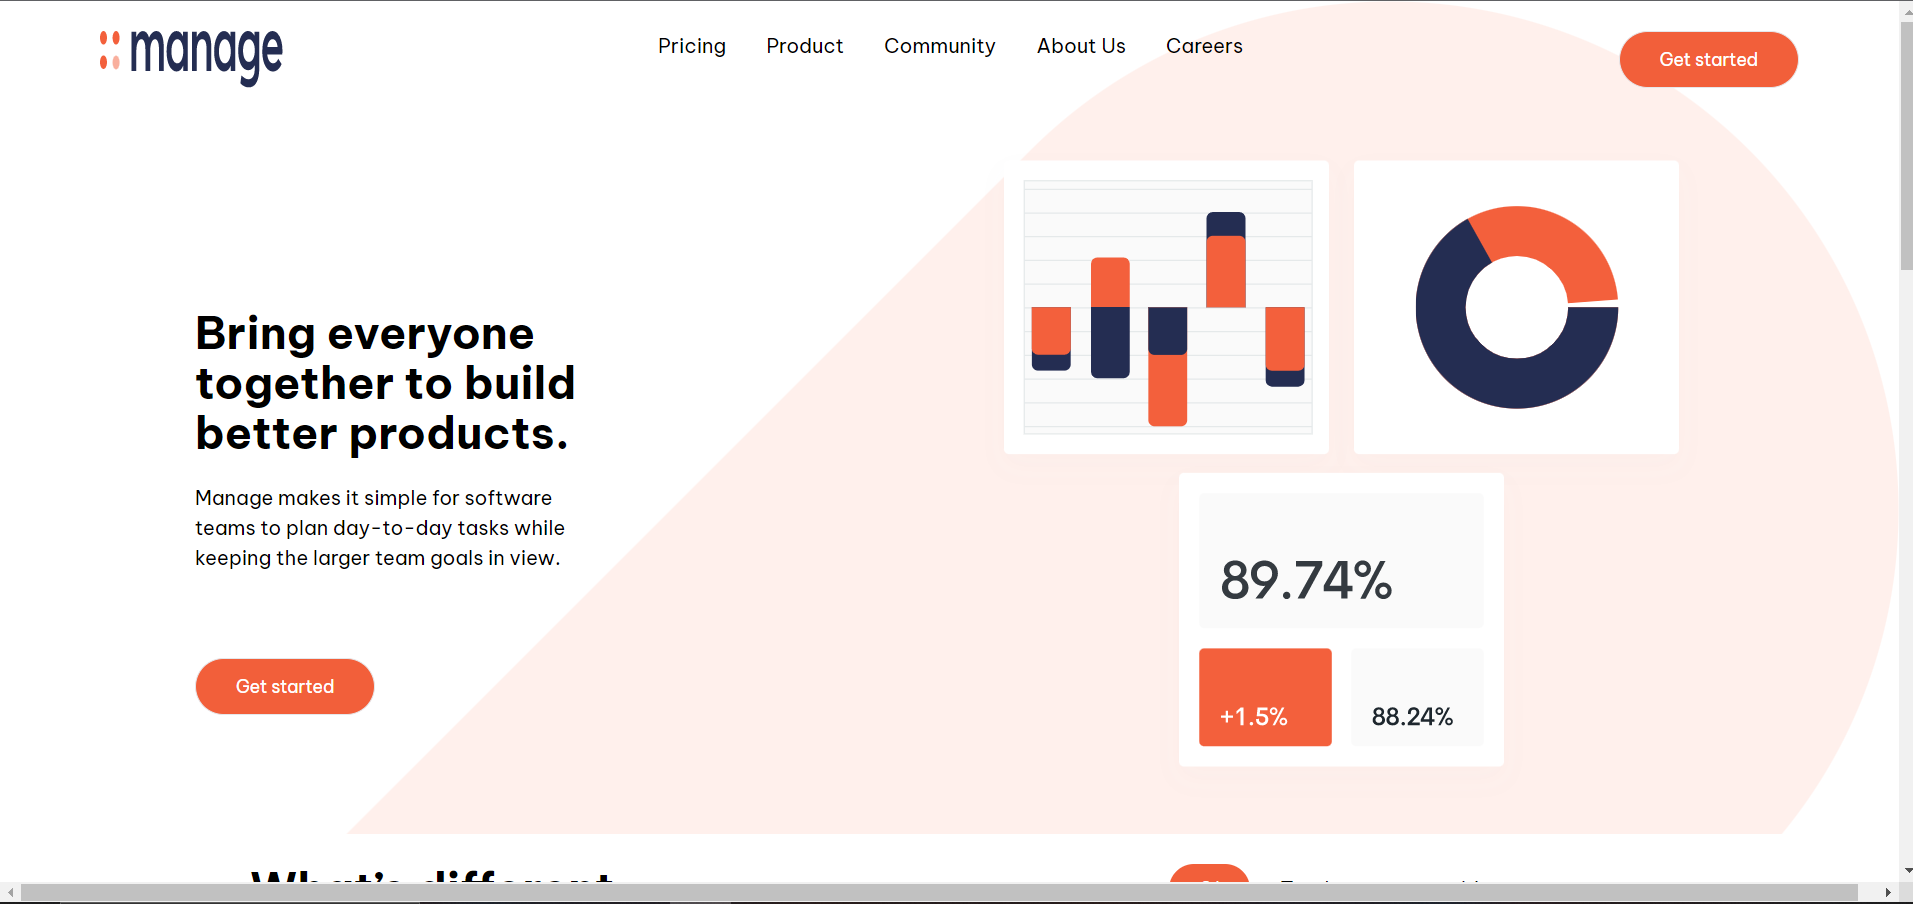 manage
Pricing Product Community About Us Careers
Get started
Bring everyone
together to build
better products.
Manage makes it simple for software
teams to plan day-to-day tasks while
keeping the larger team goals in view.
Get started
89.74%
+1.5%
88.24%
What's different